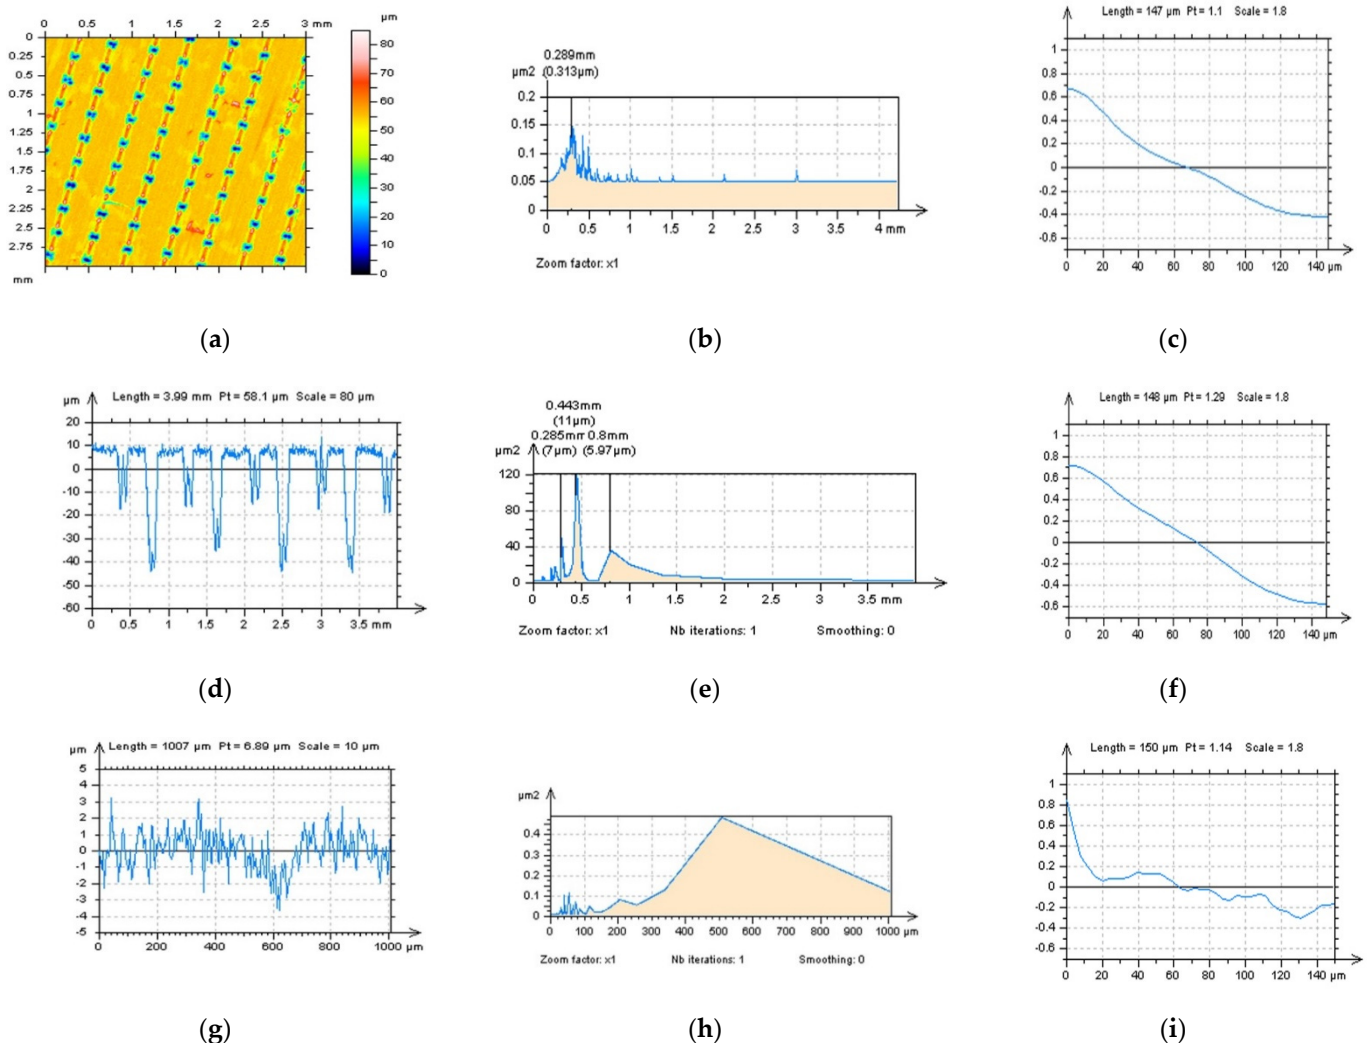 0 0.5 1 1.5 2 2.5 3 mm
µm
0
0.25
0.5
0.75
1
1.25
1.5
1.75
2
2.25
2.5
2.75
mm
80
70
60
50
40
30
20
10
0
(a)
0.289mm
µm2 (0.313µm)
0.2
0.15
0.1
0.05
0
0 0.5 1 1.5 2 2.5 3 3.5 4 mm
Zoom factor: x1
(b)
Length = 147 µm Pt = 1.1 Scale = 1.8
1
0.8
0.6
0.4
0.2
0
-0.2
-0.4
-0.6
0 20 40 60 80 100 120 140 µm
(c)
µm Length = 3.99 mm Pt = 58.1 µm Scale = 80 µm
20
10
0
-10
-20
-30
-40
-50
-60
0 0.5 1 1.5 2 2.5 3 3.5 mm
(d)
0.443mm
(11µm)
0.285mm 0.8mm
µm2 (7µm) (5.97µm)
120
80
40
0
0 0.5 1 1.5 2 2.5 3 3.5 mm
Zoom factor: x1 Nb iterations: 1 Smoothing: 0
(e)
Length = 148 µm Pt = 1.29 Scale = 1.8
1
0.8
0.6
0.4
0.2
0
-0.2
-0.4
-0.6
0 20 40 60 80 100 120 140 µm
(f)
µm Length = 1007 µm Pt = 6.89 µm Scale = 10 µm
5
4
3
2
1
0
-1
-2
-3
-4
-5
0 200 400 600 800 1000 µm
(g)
µm2
0.4
0.3
0.2
0.1
0
0 100 200 300 400 500 600 700 800 900 1000 µm
Zoom factor: x1 Nb iterations: 1 Smoothing: 0
(h)
Length = 150 µm Pt = 1.14 Scale = 1.8
1
0.8
0.6
0.4
0.2
0
-0.2
-0.4
-0.6
0 20 40 60 80 100 120 140 µm
(i)